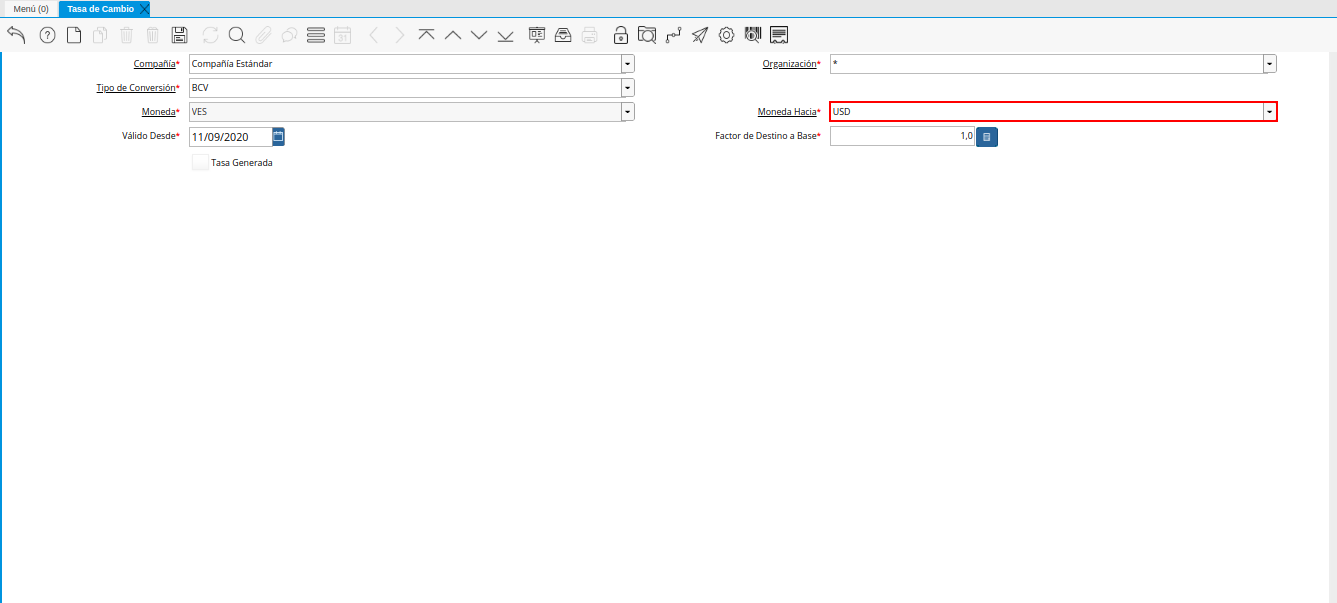 Menú (0) Tasa de Cambio
Compañía* Compañía Estándar Organización* *
Tipo de Conversión* BCV
Moneda* VES Moneda Hacia* USD
Válido Desde* 11/09/2020 Factor de Destino a Base* 1,0
Tasa Generada